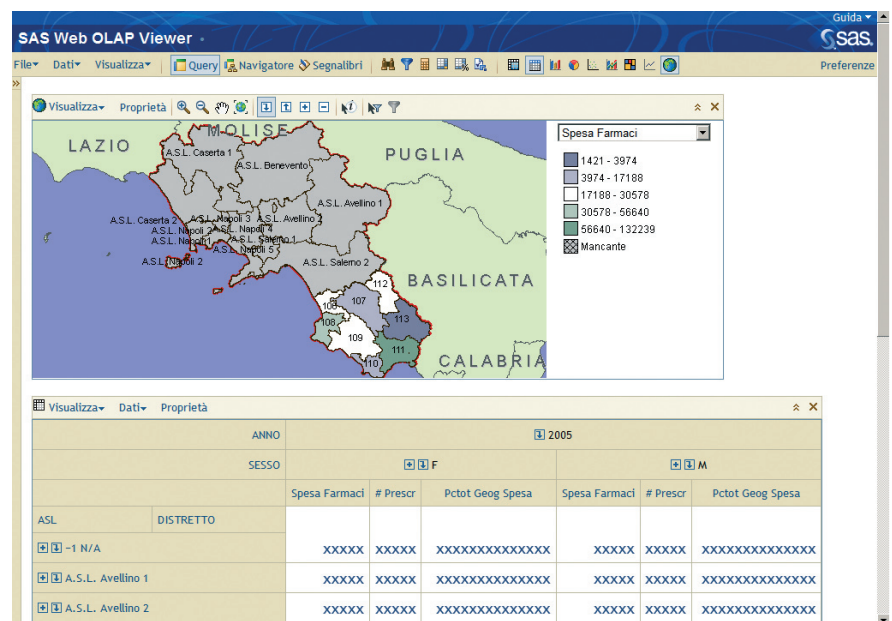 Guida
SAS Web OLAP Viewer
sas.
File Dati Visualizza Query Navigatore Segnalibri Preferenze
Visualizza Proprietà
MOLISE
LAZIO
A.S.L. Caserta 1
A.S.L. Benevento
PUGLIA
A.S.L. Avellino 1
A.S.L. Caserta 2
A.S.L. Napoli 3
A.S.L. Avellino 2
A.S.L. Napoli 2
A.S.L. Napoli 4
A.S.L. Napoli 1
A.S.L. Salerno 1
A.S.L. Napoli 5
A.S.L. Napoli 2
A.S.L. Salerno 2
BASILICATA
112
107
108
113
109
111
110
CALABRIA
Spesa Farmaci
1421 - 3974
3974 - 17188
17188 - 30578
30578 - 56640
56640 - 132239
Mancante
Visualizza Dati Proprietà
ANNO 2005
SESSO F M
Spesa Farmaci # Prescr Pctot Geog Spesa Spesa Farmaci # Prescr Pctot Geog Spesa
ASL DISTRETTO
-1 N/A XXXXX XXXXX XXXXXXXXXXXXXX XXXXX XXXXX XXXXXXXXXXXXXX
A.S.L. Avellino 1 XXXXX XXXXX XXXXXXXXXXXXXX XXXXX XXXXX XXXXXXXXXXXXXX
A.S.L. Avellino 2 XXXXX XXXXX XXXXXXXXXXXXXX XXXXX XXXXX XXXXXXXXXXXXXX